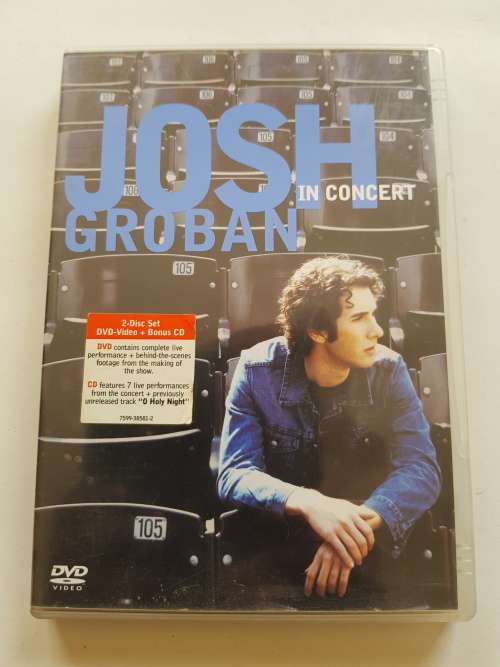 JOSH
IN CONCERT
GROBAN
105
104
105
2-Disc Set
DVD-Video + Bonus CD
DVD contains complete live
performance + behind-the-scenes
footage from the making of
the show.
CD features 7 live performances
from the concert + previously
unreleased track "O Holy Night"
7599-38581-2
105
DVD
VIDEO